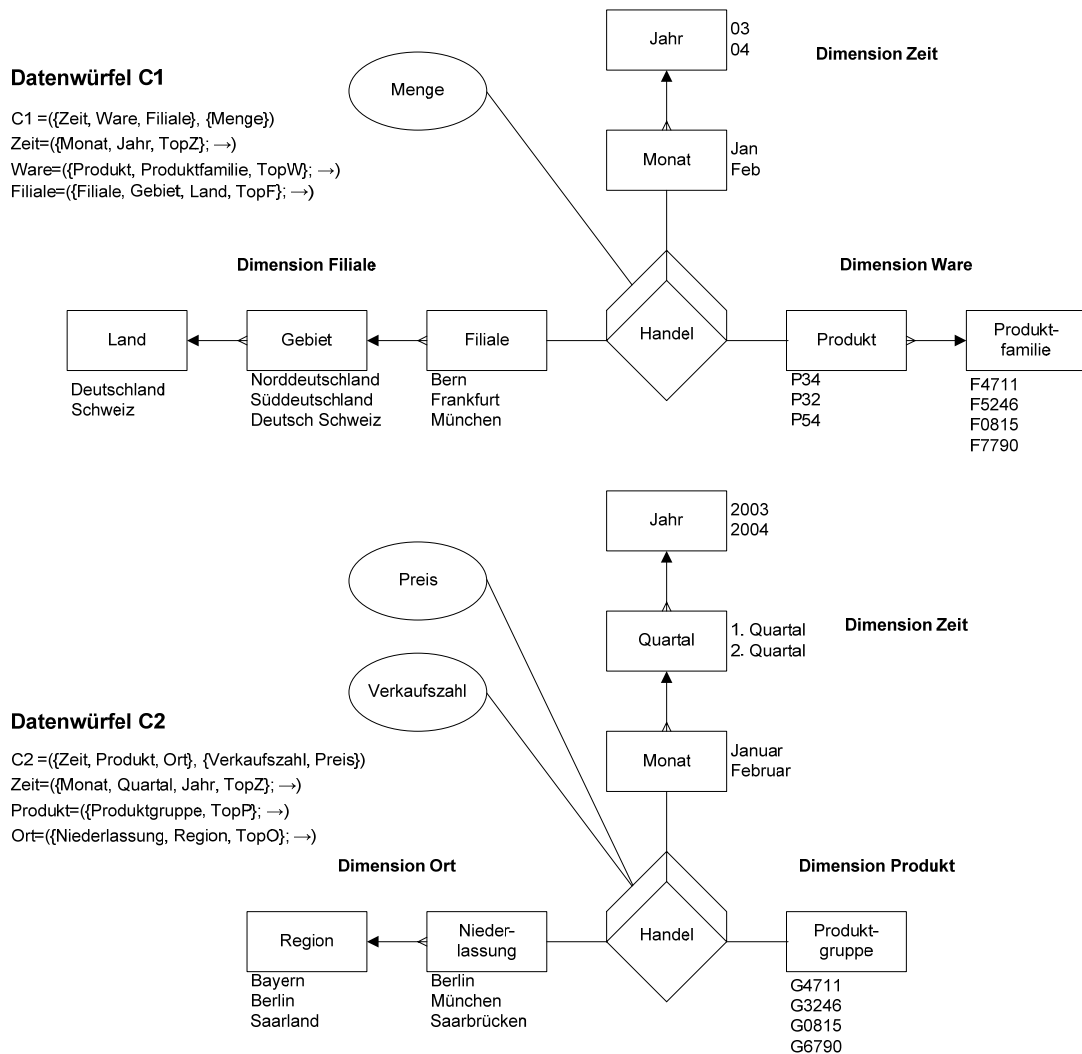 Jahr
03
04
Dimension Zeit
Datenwürfel C1
Menge
C1 =({Zeit, Ware, Filiale}, {Menge})
Zeit=({Monat, Jahr, TopZ}; →)
Ware=({Produkt, Produktfamilie, TopW}; →)
Filiale=({Filiale, Gebiet, Land, TopF}; →)
Monat
Jan
Feb
Dimension Filiale
Dimension Ware
Land
Gebiet
Filiale
Handel
Produkt
Produkt-
familie
Deutschland
Schweiz
Norddeutschland
Süddeutschland
Deutsch Schweiz
Bern
Frankfurt
München
P34
P32
P54
F4711
F5246
F0815
F7790
Jahr
2003
2004
Preis
Quartal
1. Quartal
2. Quartal
Dimension Zeit
Verkaufszahl
Datenwürfel C2
C2 =({Zeit, Produkt, Ort}, {Verkaufszahl, Preis})
Zeit=({Monat, Quartal, Jahr, TopZ}; →)
Produkt=({Produktgruppe, TopP}; →)
Ort=({Niederlassung, Region, TopO}; →)
Monat
Januar
Februar
Dimension Ort
Dimension Produkt
Region
Nieder-
lassung
Handel
Produkt-
gruppe
Bayern
Berlin
Saarland
Berlin
München
Saarbrücken
G4711
G3246
G0815
G6790